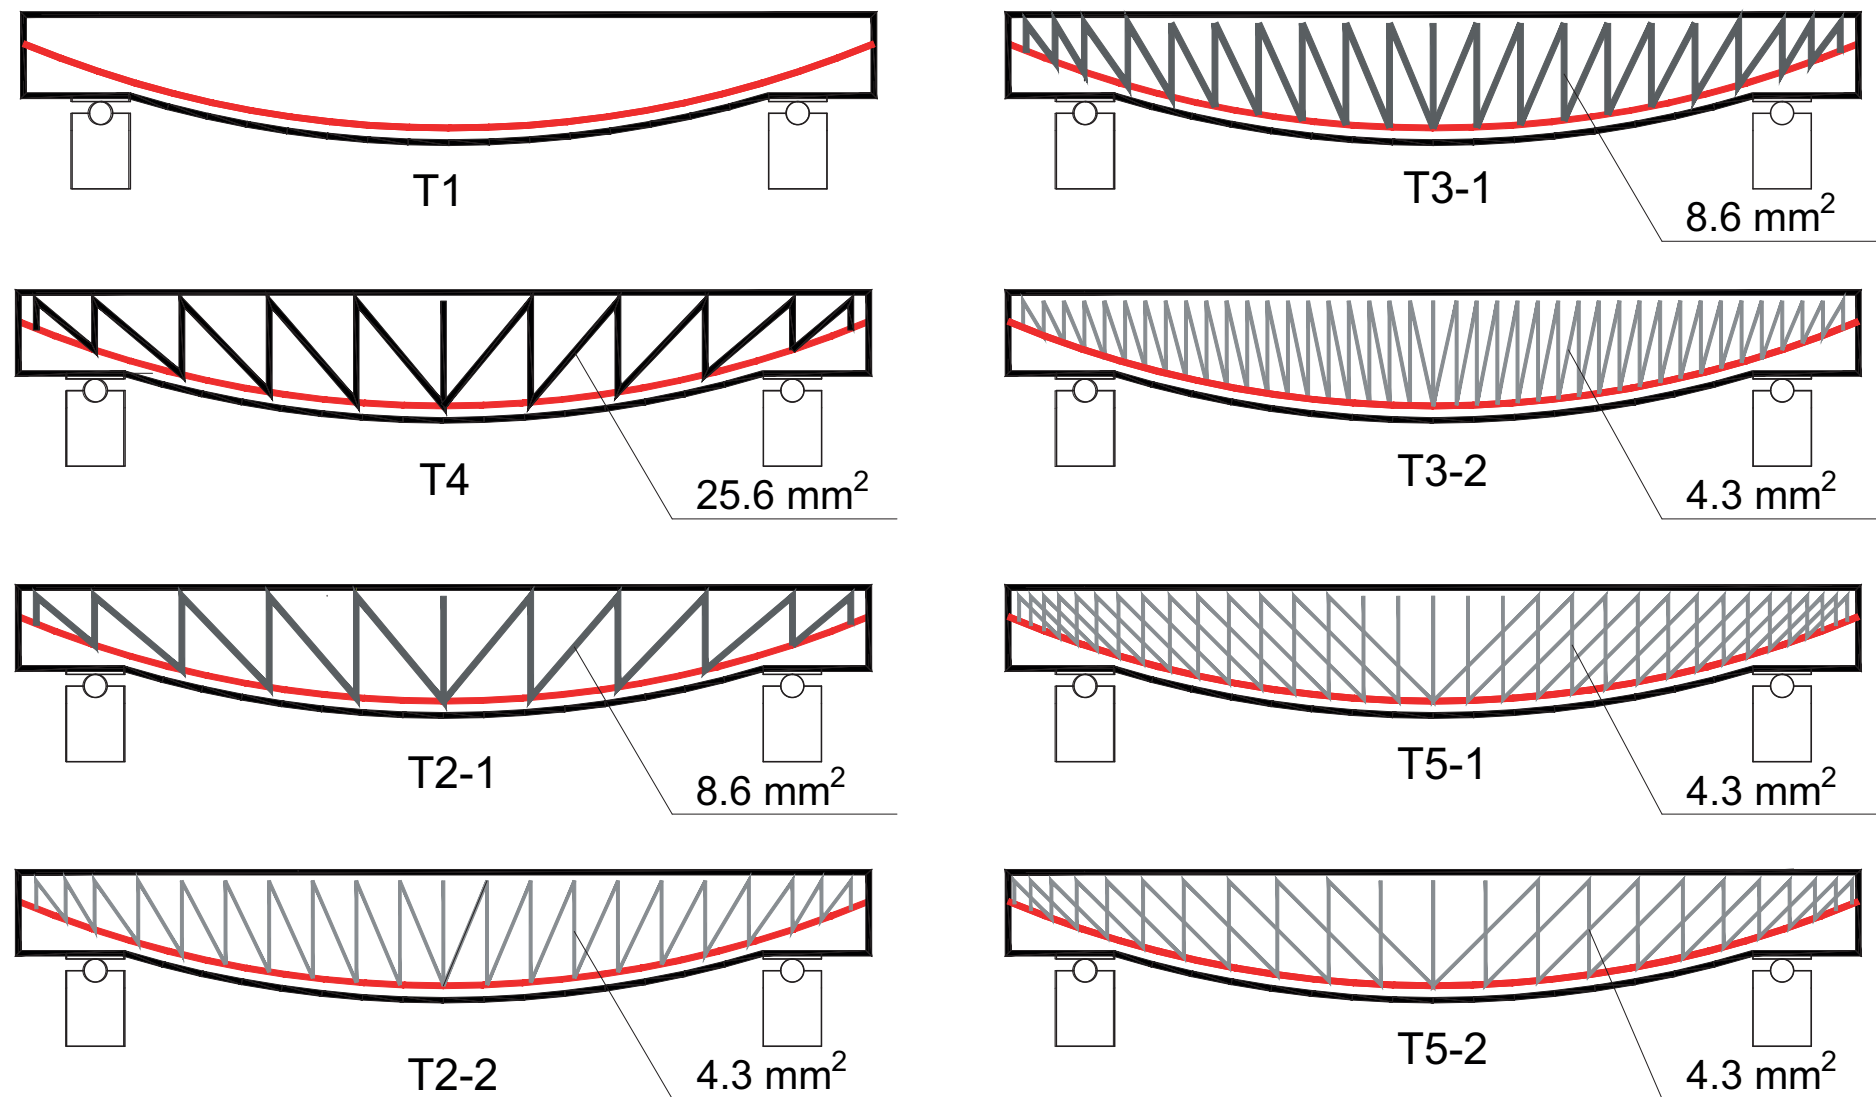 T1
T3-1
8.6 mm²
T4
25.6 mm²
T3-2
4.3 mm²
T2-1
8.6 mm²
T5-1
4.3 mm²
T2-2
4.3 mm²
T5-2
4.3 mm²